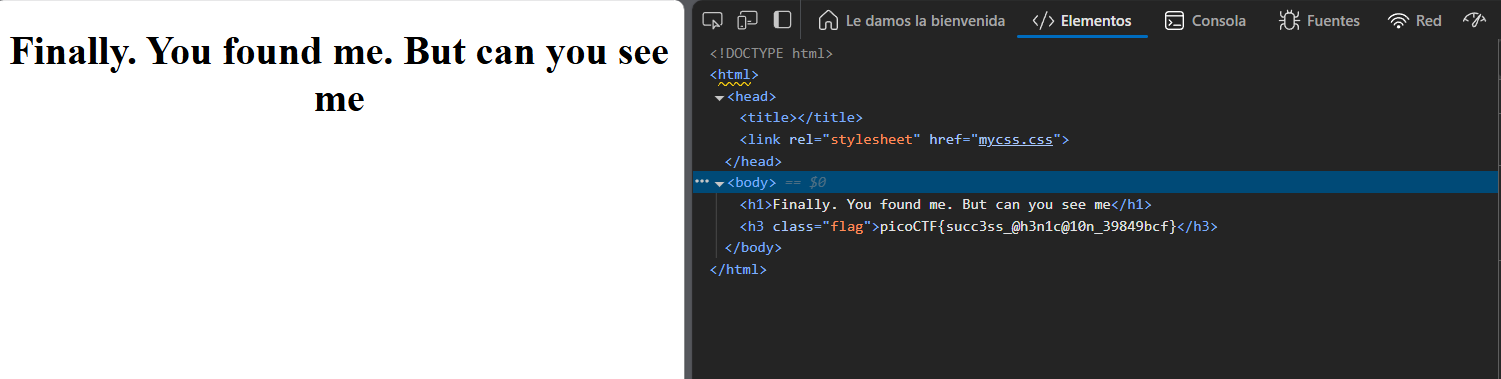 Finally. You found me. But can you see
me
Le damos la bienvenida Elementos Consola Fuentes Red
<!DOCTYPE html>
<html>
<head>
<title></title>
<link rel="stylesheet" href="mycss.css">
</head>
<body> == $0
<h1>Finally. You found me. But can you see me</h1>
<h3 class="flag">picoCTF{succ3ss_@h3n1c@10n_39849bcf}</h3>
</body>
</html>